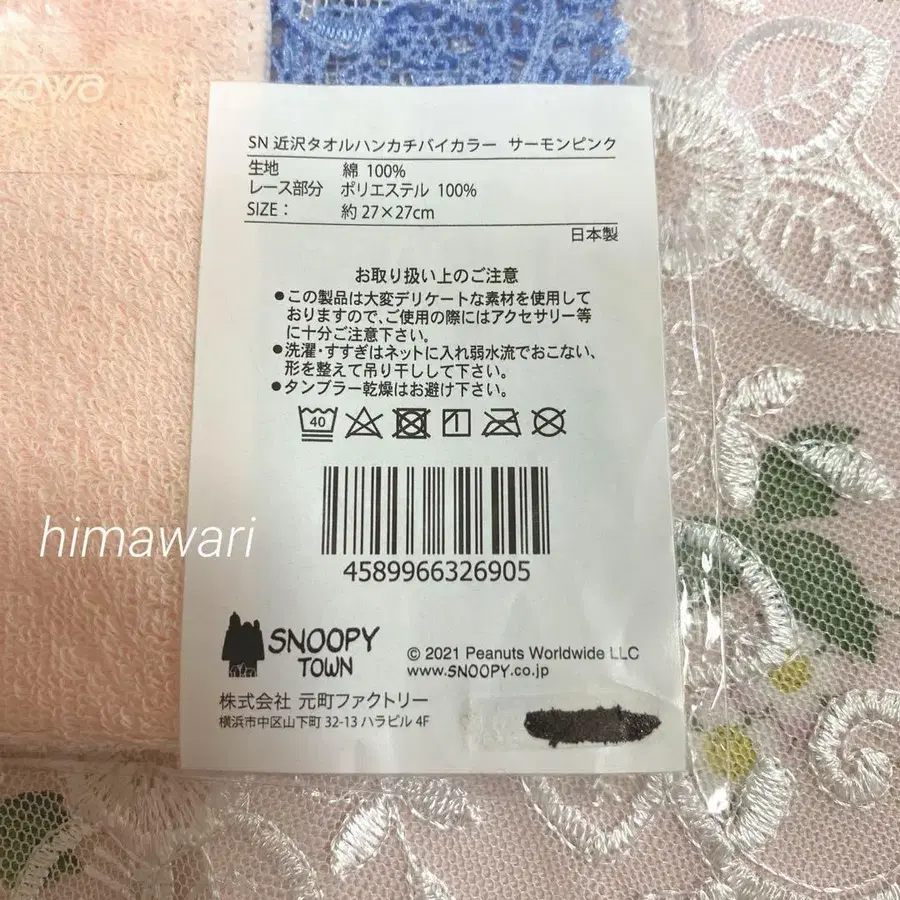 zawa
SN 近沢タオルハンカチバイカラー サーモンピンク
生地 綿 100%
レース部分 ポリエステル 100%
SIZE： 約 27×27cm
日本製
お取り扱い上のご注意
●この製品は大変デリケートな素材を使用して
おりますので、ご使用の際にはアクセサリー等
に十分ご注意下さい。
●洗濯・すすぎはネットに入れ弱水流でおこない、
形を整えて吊り干しして下さい。
●タンブラー乾燥はお避け下さい。
40
himawari
4589966326905
SNOOPY
TOWN
© 2021 Peanuts Worldwide LLC
www.SNOOPY.co.jp
株式会社 元町ファクトリー
横浜市中区山下町 32-13 ハラビル 4F